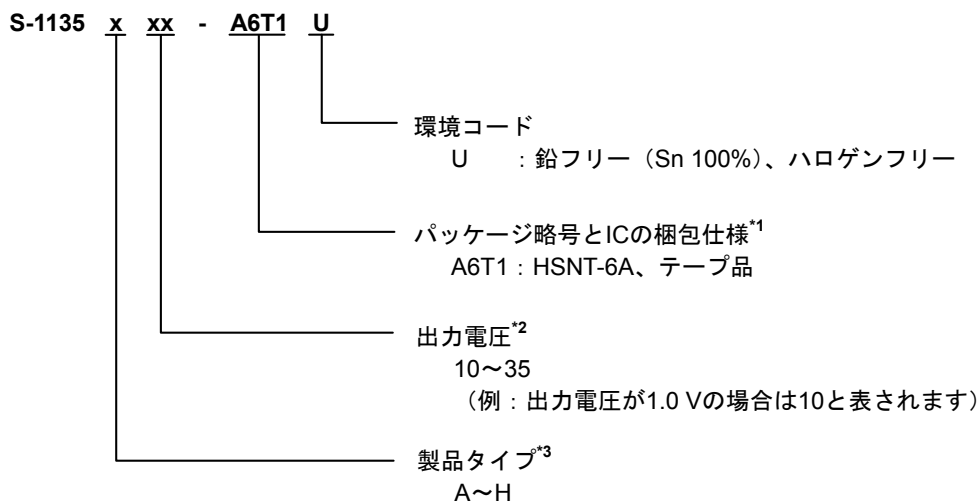 S-1135 x xx - A6T1 U
環境コード
U ：鉛フリー（Sn 100%）、ハロゲンフリー
パッケージ略号とICの梱包仕様*1
A6T1：HSNT-6A、テープ品
出力電圧*2
10～35
（例：出力電圧が1.0 Vの場合は10と表されます）
製品タイプ*3
A～H